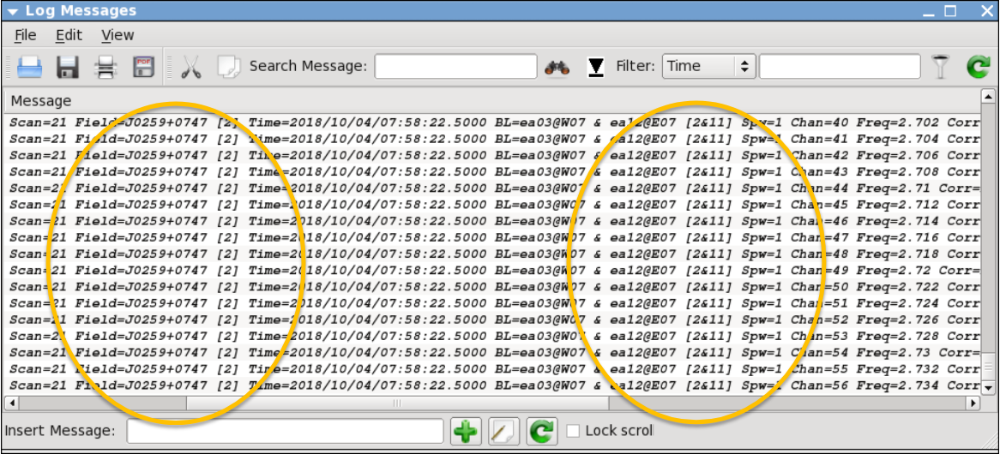 Log Messages
File Edit View
PDF Search Message: Filter: Time
Message
Scan=21 Field=J0259+0747 [2] Time=2018/10/04/07:58:22.5000 BL=ea03@W07 & ea12@E07 [2&11] Spw=1 Chan=40 Freq=2.702 Corr
Scan=21 Field=J0259+0747 [2] Time=2018/10/04/07:58:22.5000 BL=ea03@W07 & ea12@E07 [2&11] Spw=1 Chan=41 Freq=2.704 Corr
Scan=21 Field=J0259+0747 [2] Time=2018/10/04/07:58:22.5000 BL=ea03@W07 & ea12@E07 [2&11] Spw=1 Chan=42 Freq=2.706 Corr
Scan=21 Field=J0259+0747 [2] Time=2018/10/04/07:58:22.5000 BL=ea03@W07 & ea12@E07 [2&11] Spw=1 Chan=43 Freq=2.708 Corr
Scan=21 Field=J0259+0747 [2] Time=2018/10/04/07:58:22.5000 BL=ea03@W07 & ea12@E07 [2&11] Spw=1 Chan=44 Freq=2.71 Corr=
Scan=21 Field=J0259+0747 [2] Time=2018/10/04/07:58:22.5000 BL=ea03@W07 & ea12@E07 [2&11] Spw=1 Chan=45 Freq=2.712 Corr
Scan=21 Field=J0259+0747 [2] Time=2018/10/04/07:58:22.5000 BL=ea03@W07 & ea12@E07 [2&11] Spw=1 Chan=46 Freq=2.714 Corr
Scan=21 Field=J0259+0747 [2] Time=2018/10/04/07:58:22.5000 BL=ea03@W07 & ea12@E07 [2&11] Spw=1 Chan=47 Freq=2.716 Corr
Scan=21 Field=J0259+0747 [2] Time=2018/10/04/07:58:22.5000 BL=ea03@W07 & ea12@E07 [2&11] Spw=1 Chan=48 Freq=2.718 Corr
Scan=21 Field=J0259+0747 [2] Time=2018/10/04/07:58:22.5000 BL=ea03@W07 & ea12@E07 [2&11] Spw=1 Chan=49 Freq=2.72 Corr=
Scan=21 Field=J0259+0747 [2] Time=2018/10/04/07:58:22.5000 BL=ea03@W07 & ea12@E07 [2&11] Spw=1 Chan=50 Freq=2.722 Corr
Scan=21 Field=J0259+0747 [2] Time=2018/10/04/07:58:22.5000 BL=ea03@W07 & ea12@E07 [2&11] Spw=1 Chan=51 Freq=2.724 Corr
Scan=21 Field=J0259+0747 [2] Time=2018/10/04/07:58:22.5000 BL=ea03@W07 & ea12@E07 [2&11] Spw=1 Chan=52 Freq=2.726 Corr
Scan=21 Field=J0259+0747 [2] Time=2018/10/04/07:58:22.5000 BL=ea03@W07 & ea12@E07 [2&11] Spw=1 Chan=53 Freq=2.728 Corr
Scan=21 Field=J0259+0747 [2] Time=2018/10/04/07:58:22.5000 BL=ea03@W07 & ea12@E07 [2&11] Spw=1 Chan=54 Freq=2.73 Corr=
Scan=21 Field=J0259+0747 [2] Time=2018/10/04/07:58:22.5000 BL=ea03@W07 & ea12@E07 [2&11] Spw=1 Chan=55 Freq=2.732 Corr
Scan=21 Field=J0259+0747 [2] Time=2018/10/04/07:58:22.5000 BL=ea03@W07 & ea12@E07 [2&11] Spw=1 Chan=56 Freq=2.734 Corr
Insert Message: Lock scrol